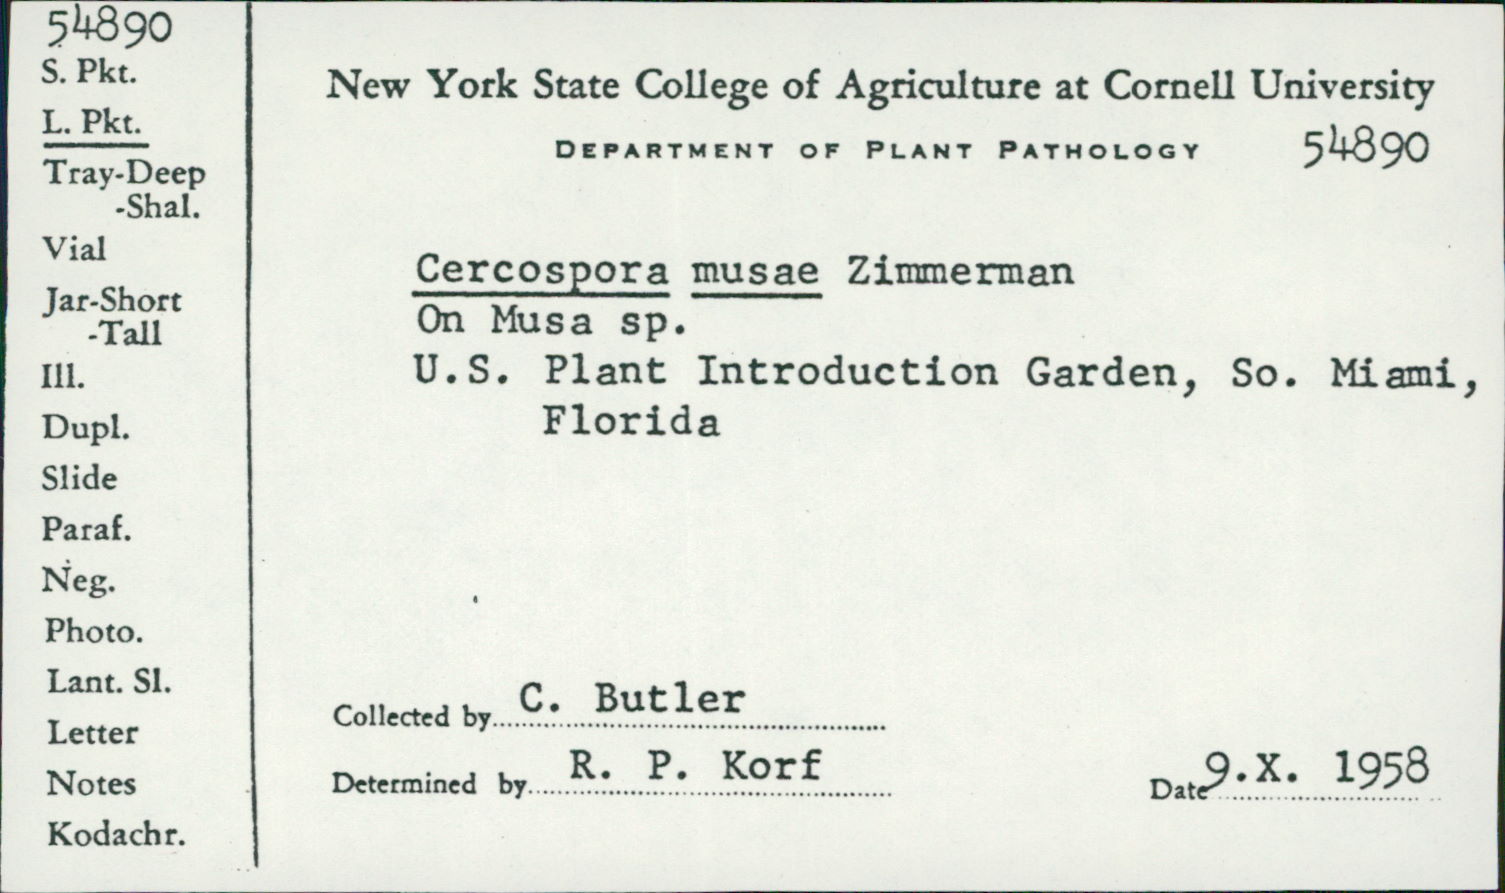 54890
S. Pkt.
L. Pkt.
Tray-Deep
-Shal.
Vial
Jar-Short
-Tall
Ill.
Dupl.
Slide
Paraf.
Neg.
Photo.
Lant. Sl.
Letter
Notes
Kodachr.
New York State College of Agriculture at Cornell University
DEPARTMENT OF PLANT PATHOLOGY 54890
Cercospora musae Zimmerman
On Musa sp.
U.S. Plant Introduction Garden, So. Miami,
Florida
Collected by C. Butler
Determined by R. P. Korf
Date 9.X. 1958